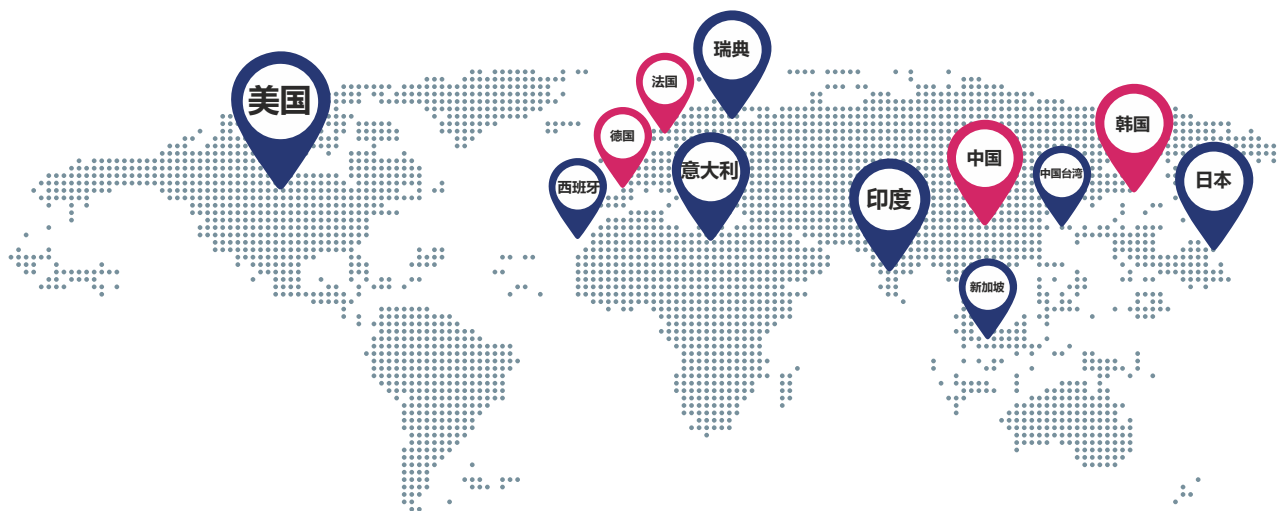 美国
瑞典
法国
德国
西班牙
意大利
印度
中国
中国台湾
韩国
日本
新加坡